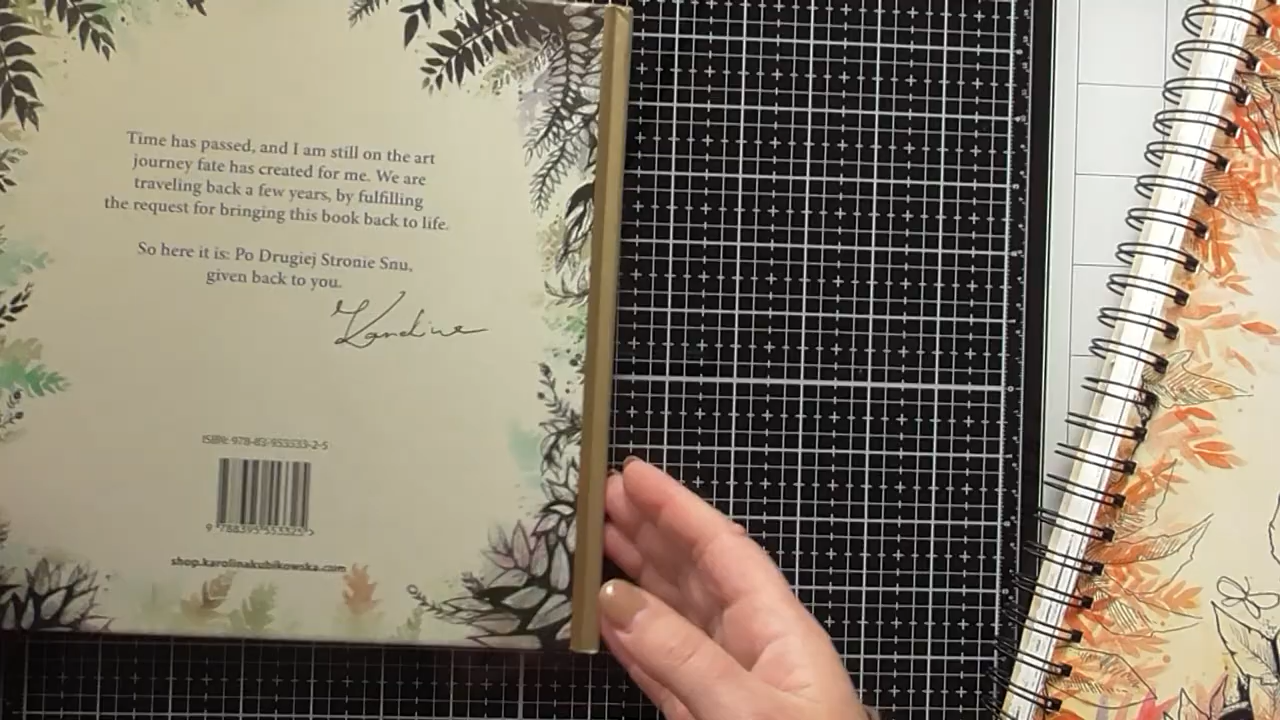 Time has passed, and I am still on the art
journey fate has created for me. We are
traveling back a few years, by fulfilling
the request for bringing this book back to life.
So here it is: Po Drugiej Stronie Snu,
given back to you.
ISBN: 978-83-953533-2-5
shop.karolinakubikowska.com